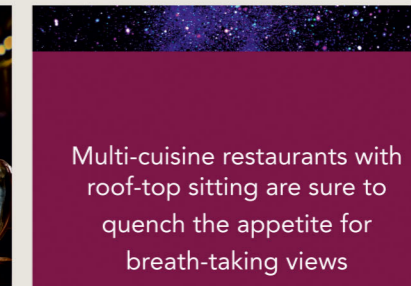 Multi-cuisine restaurants with
roof-top sitting are sure to
quench the appetite for
breath-taking views